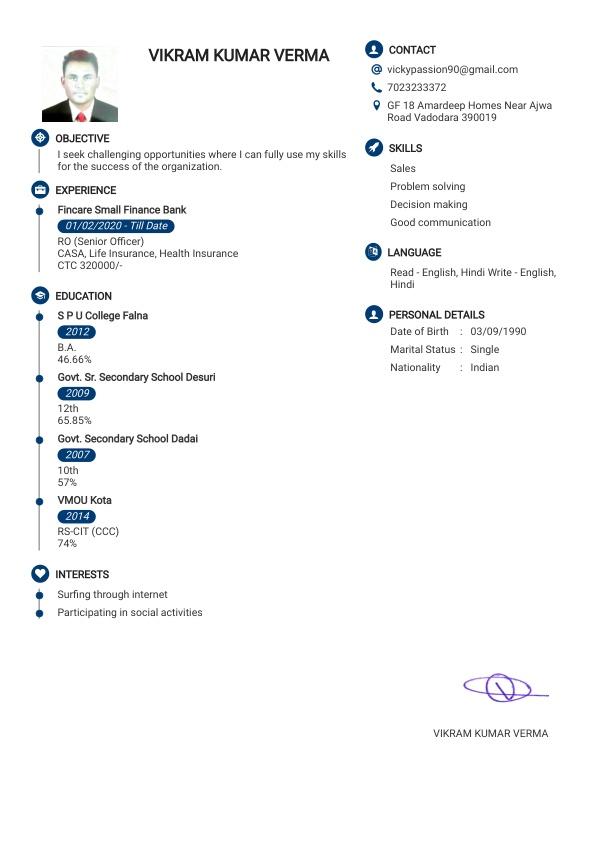 VIKRAM KUMAR VERMA
OBJECTIVE
I seek challenging opportunities where I can fully use my skills
for the success of the organization.
EXPERIENCE
Fincare Small Finance Bank
01/02/2020 - Till Date
RO (Senior Officer)
CASA, Life Insurance, Health Insurance
CTC 320000/-
EDUCATION
S P U College Falna
2012
B.A.
46.66%
Govt. Sr. Secondary School Desuri
2009
12th
65.85%
Govt. Secondary School Dadai
2007
10th
57%
VMOU Kota
2014
RS-CIT (CCC)
74%
INTERESTS
Surfing through internet
Participating in social activities
CONTACT
vickypassion90@gmail.com
7023233372
GF 18 Amardeep Homes Near Ajwa
Road Vadodara 390019
SKILLS
Sales
Problem solving
Decision making
Good communication
LANGUAGE
Read - English, Hindi Write - English,
Hindi
PERSONAL DETAILS
Date of Birth : 03/09/1990
Marital Status : Single
Nationality : Indian
VIKRAM KUMAR VERMA